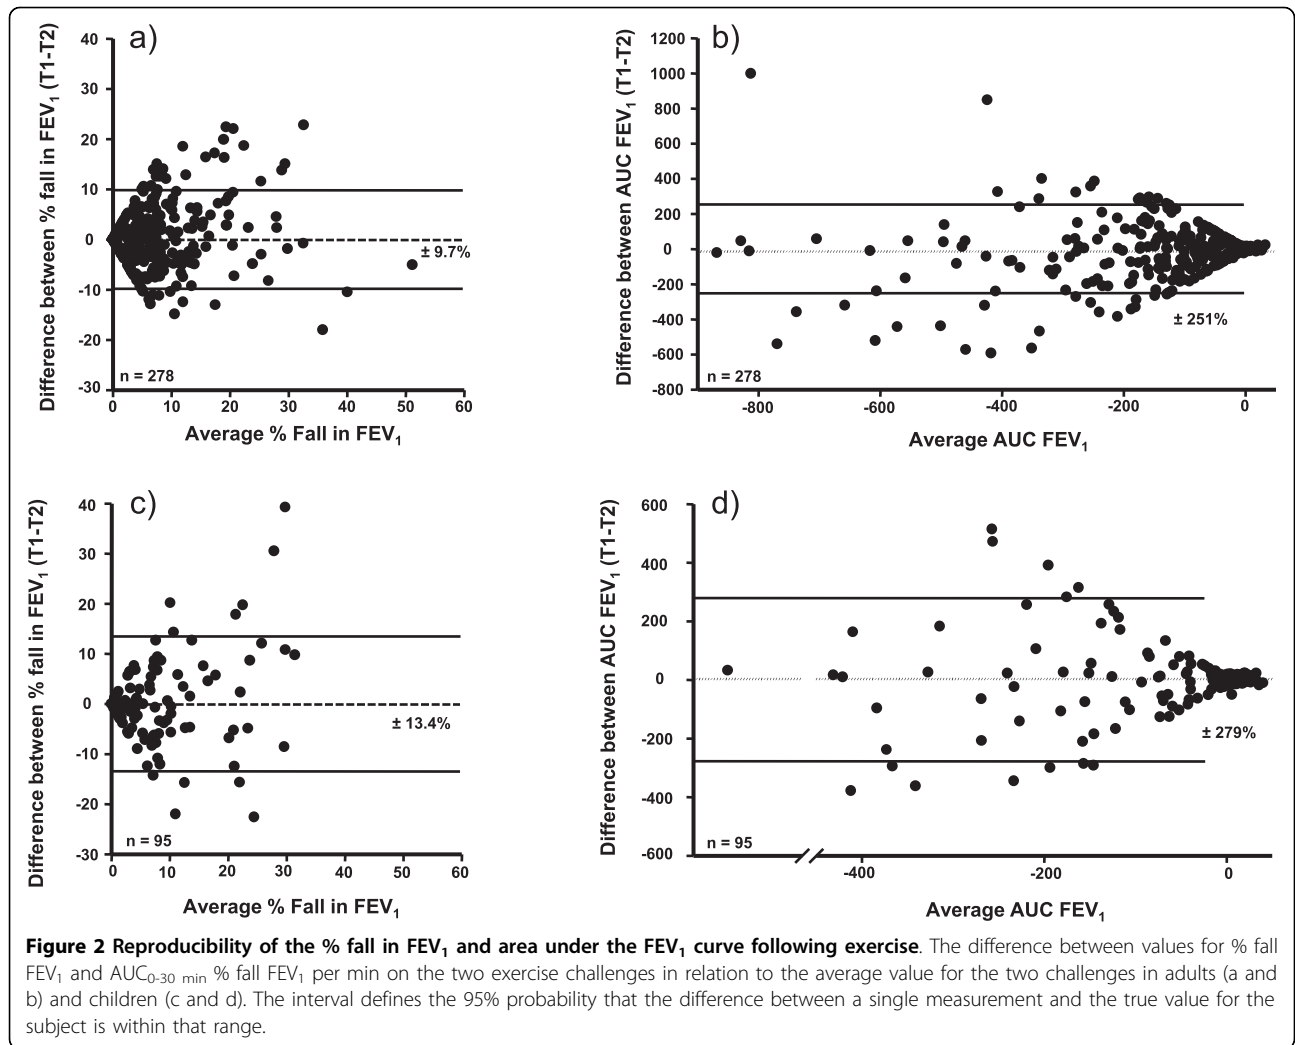 a)
Difference between % fall in FEV₁ (T1-T2)
40
30
20
10
0
-10
-20
-30
± 9.7%
n = 278
0 10 20 30 40 50 60
Average % Fall in FEV₁
b)
Difference between AUC FEV₁ (T1-T2)
1200
1000
800
600
400
200
0
-200
-400
-600
-800
± 251%
n = 278
-800 -600 -400 -200 0
Average AUC FEV₁
c)
Difference between % fall in FEV₁ (T1-T2)
40
30
20
10
0
-10
-20
-30
± 13.4%
n = 95
0 10 20 30 40 50 60
Average % Fall in FEV₁
d)
Difference between AUC FEV₁ (T1-T2)
600
400
200
0
-200
-400
-600
± 279%
n = 95
-400 -200 0
Average AUC FEV₁
Figure 2 Reproducibility of the % fall in FEV₁ and area under the FEV₁ curve following exercise. The difference between values for % fall
FEV₁ and AUC₀₋₃₀ ₘᵢₙ % fall FEV₁ per min on the two exercise challenges in relation to the average value for the two challenges in adults (a and
b) and children (c and d). The interval defines the 95% probability that the difference between a single measurement and the true value for the
subject is within that range.